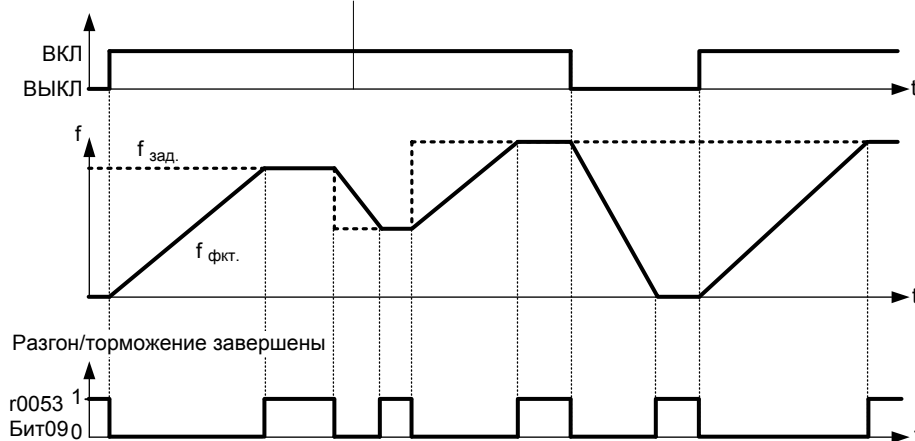 ВКЛ
ВЫКЛ
t
f
f зад.
f фкт.
t
Разгон/торможение завершены
r0053 1
Бит09 0